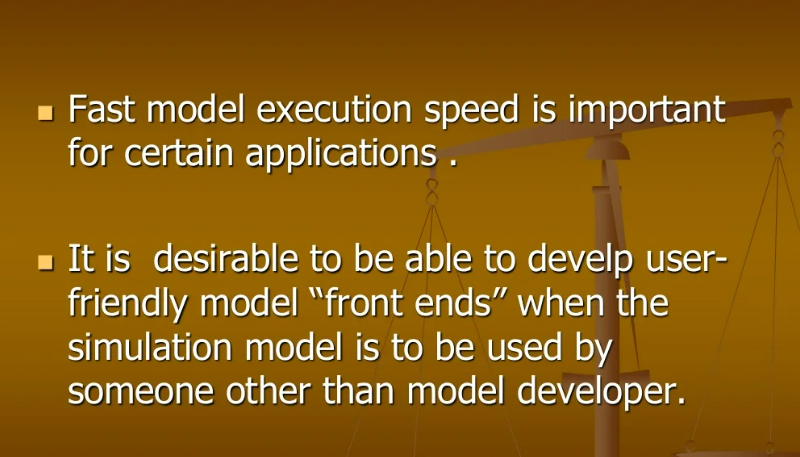 Fast model execution speed is important
for certain applications .
It is  desirable to be able to develp user-
friendly model “front ends” when the
simulation model is to be used by
someone other than model developer.